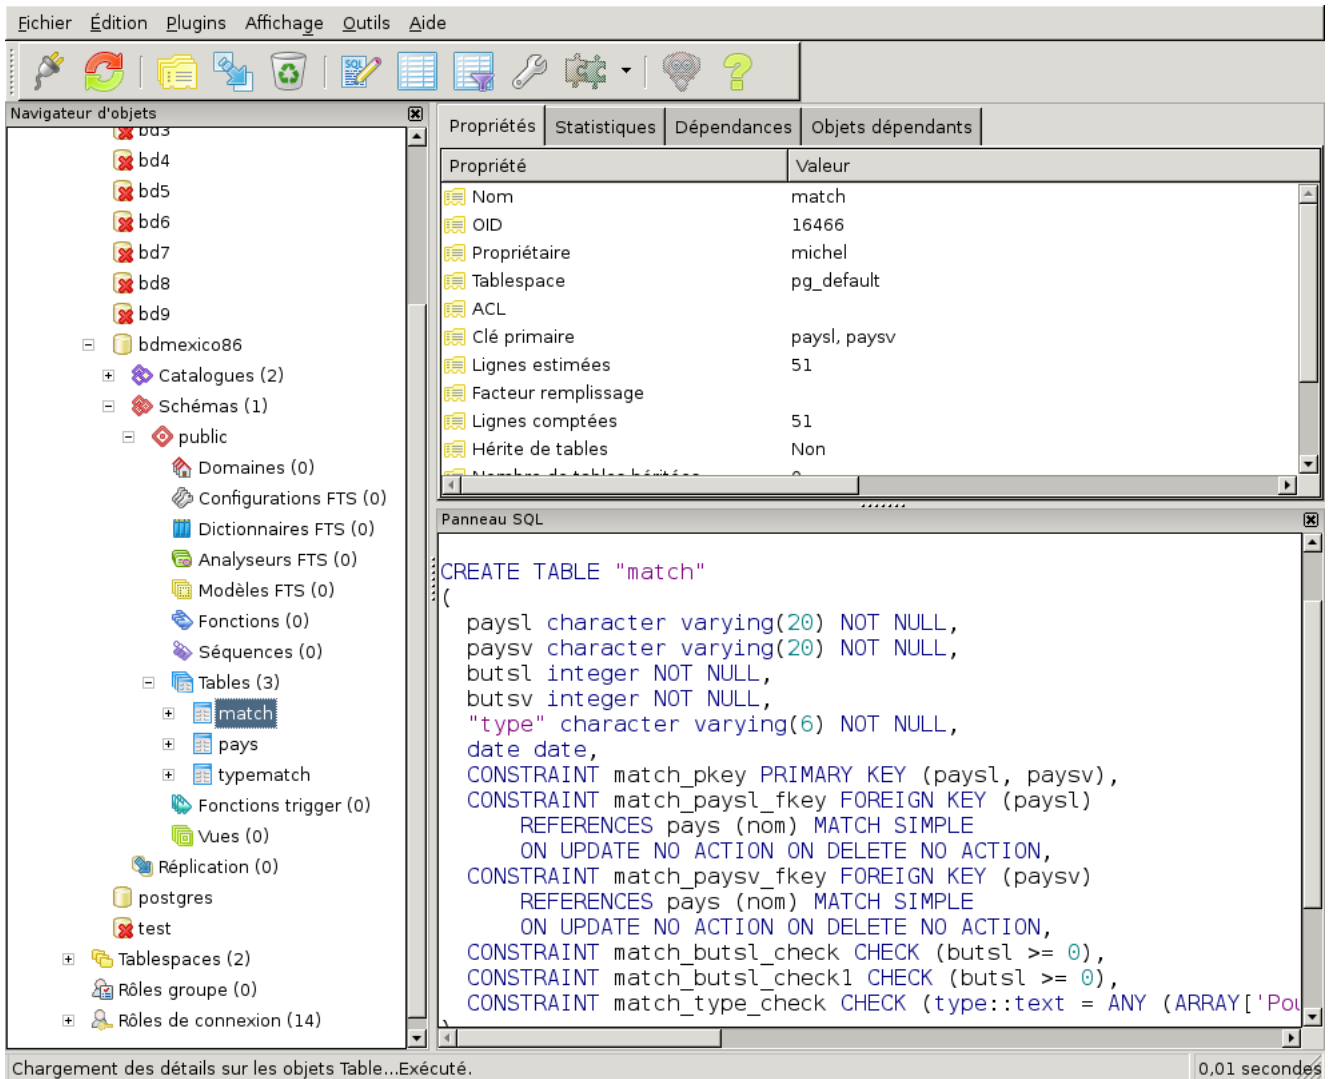 Fichier Édition Plugins Affichage Outils Aide
Navigateur d'objets
bd3
bd4
bd5
bd6
bd7
bd8
bd9
bdmexico86
Catalogues (2)
Schémas (1)
public
Domaines (0)
Configurations FTS (0)
Dictionnaires FTS (0)
Analyseurs FTS (0)
Modèles FTS (0)
Fonctions (0)
Séquences (0)
Tables (3)
match
pays
typematch
Fonctions trigger (0)
Vues (0)
Réplication (0)
postgres
test
Tablespaces (2)
Rôles groupe (0)
Rôles de connexion (14)
Propriétés Statistiques Dépendances Objets dépendants
Propriété Valeur
Nom match
OID 16466
Propriétaire michel
Tablespace pg_default
ACL
Clé primaire paysl, paysv
Lignes estimées 51
Facteur remplissage
Lignes comptées 51
Hérite de tables Non
Nombre de tables héritées 0
Panneau SQL
CREATE TABLE "match"
(
paysl character varying(20) NOT NULL,
paysv character varying(20) NOT NULL,
butsl integer NOT NULL,
butsv integer NOT NULL,
"type" character varying(6) NOT NULL,
date date,
CONSTRAINT match_pkey PRIMARY KEY (paysl, paysv),
CONSTRAINT match_paysl_fkey FOREIGN KEY (paysl)
REFERENCES pays (nom) MATCH SIMPLE
ON UPDATE NO ACTION ON DELETE NO ACTION,
CONSTRAINT match_paysv_fkey FOREIGN KEY (paysv)
REFERENCES pays (nom) MATCH SIMPLE
ON UPDATE NO ACTION ON DELETE NO ACTION,
CONSTRAINT match_butsl_check CHECK (butsl >= 0),
CONSTRAINT match_butsl_check1 CHECK (butsl >= 0),
CONSTRAINT match_type_check CHECK (type::text = ANY (ARRAY['Pou
Chargement des détails sur les objets Table...Exécuté.
0,01 secondes